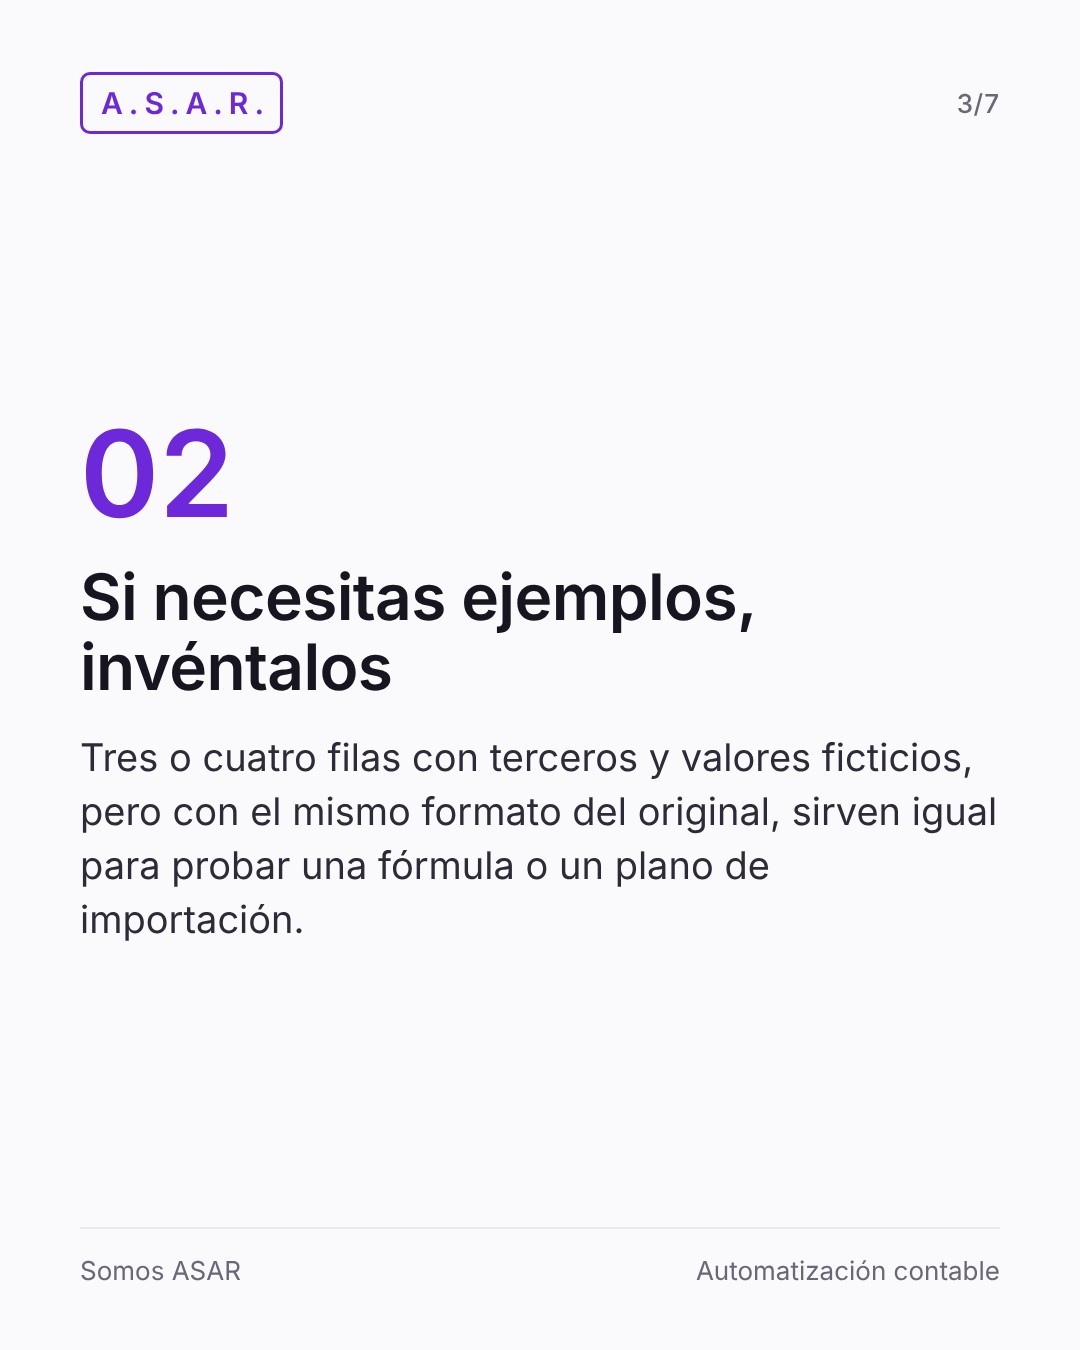 A.S.A.R.
3/7
02
Si necesitas ejemplos,
invéntalos
Tres o cuatro filas con terceros y valores ficticios,
pero con el mismo formato del original, sirven igual
para probar una fórmula o un plano de
importación.
Somos ASAR
Automatización contable